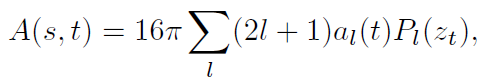 A(s, t) = 16π ∑_l (2l + 1)a_l(t)P_l(z_t),